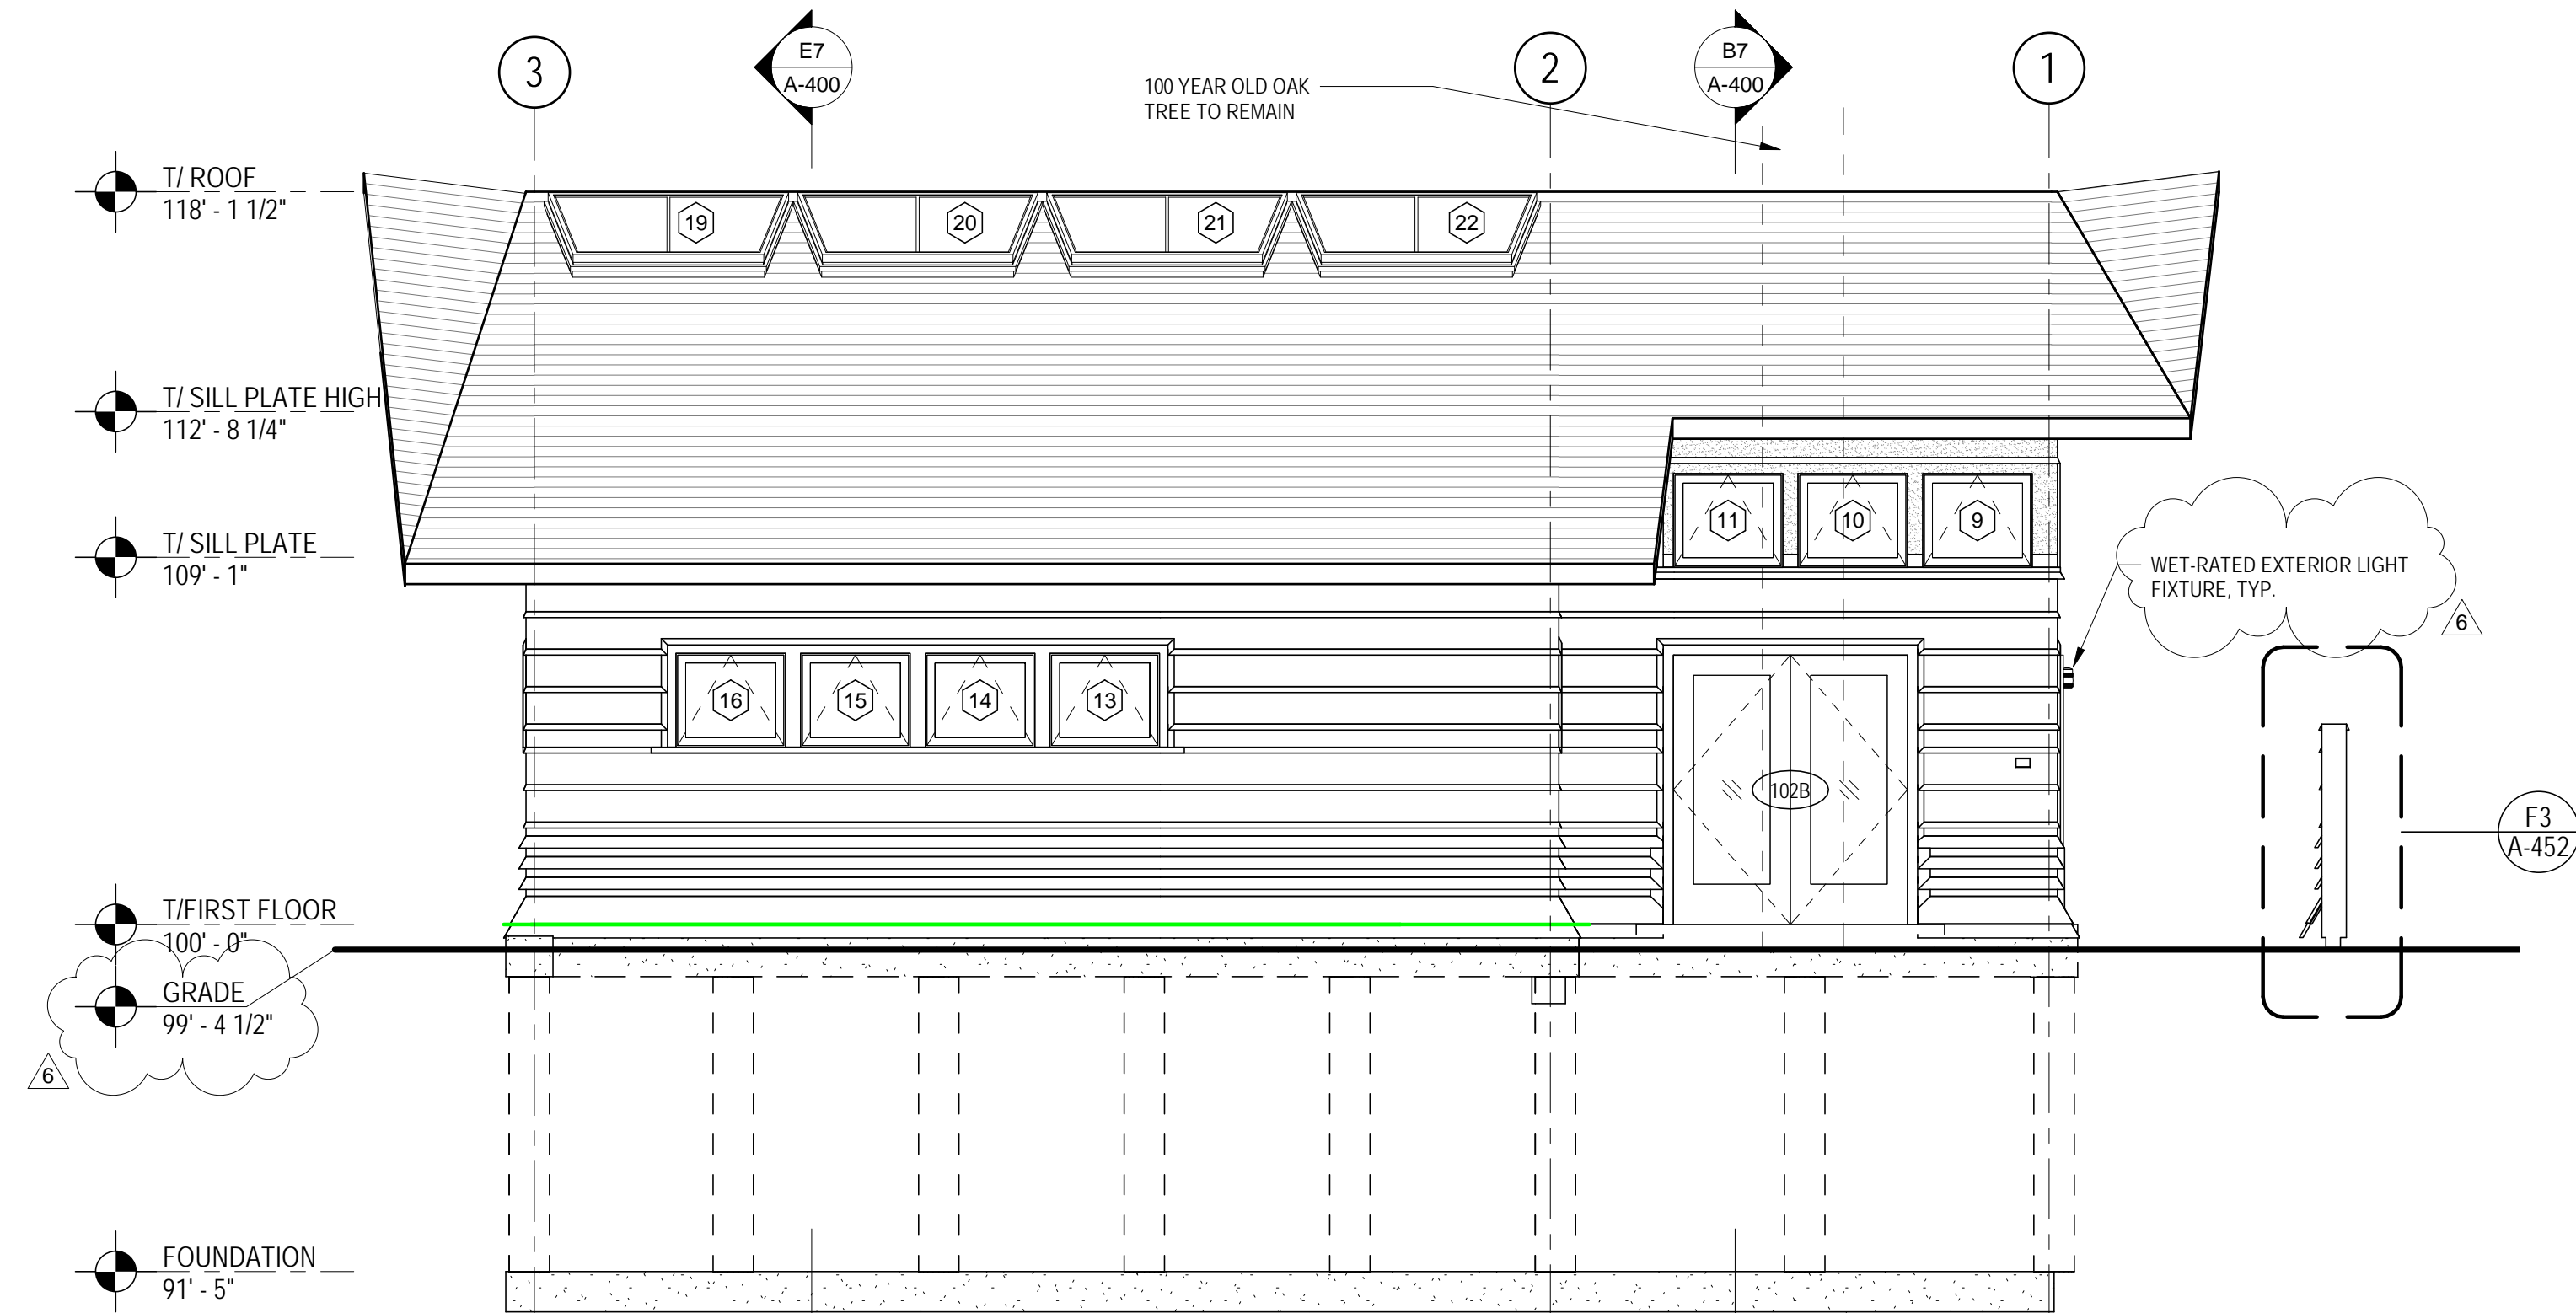 3
E7
A-400
2
B7
A-400
1
100 YEAR OLD OAK
TREE TO REMAIN
T/ ROOF
118' - 1 1/2"
19
20
21
22
T/ SILL PLATE HIGH
112' - 8 1/4"
11
10
9
T/ SILL PLATE
109' - 1"
WET-RATED EXTERIOR LIGHT
FIXTURE, TYP.
6
16
15
14
13
102B
F3
A-452
T/FIRST FLOOR
100' - 0"
GRADE
99' - 4 1/2"
6
FOUNDATION
91' - 5"